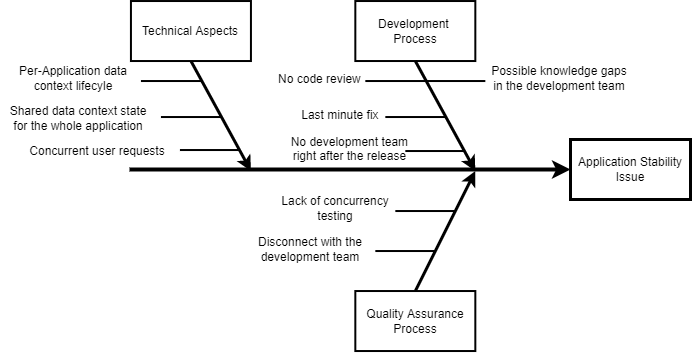 Technical Aspects
Development
Process
Per-Application data
context lifecyle
No code review
Possible knowledge gaps
in the development team
Shared data context state
for the whole application
Last minute fix
Concurrent user requests
No development team
right after the release
Application Stability
Issue
Lack of concurrency
testing
Disconnect with the
development team
Quality Assurance
Process